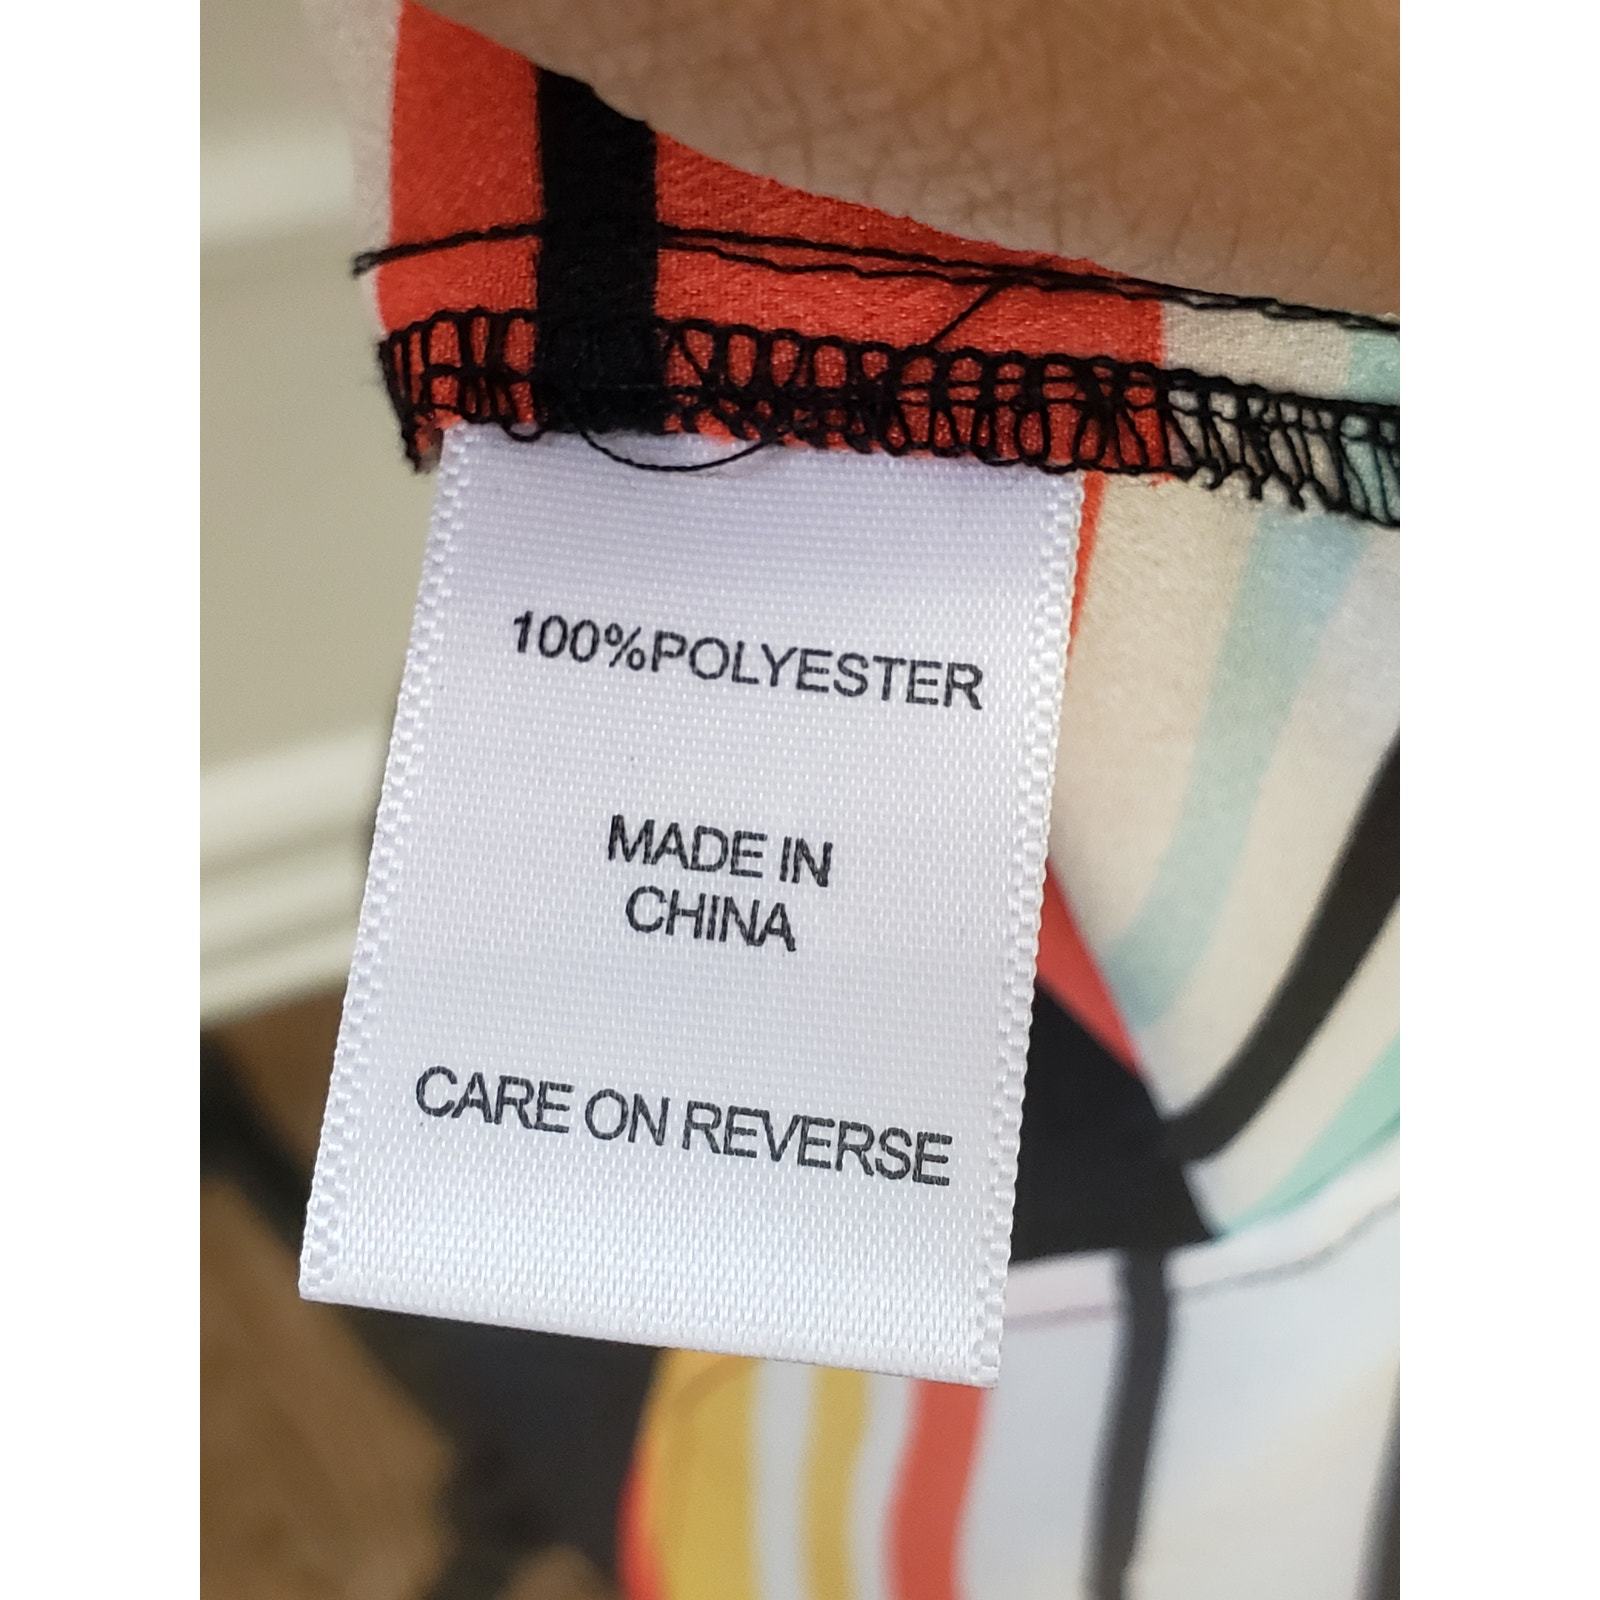 100%POLYESTER
MADE IN
CHINA
CARE ON REVERSE